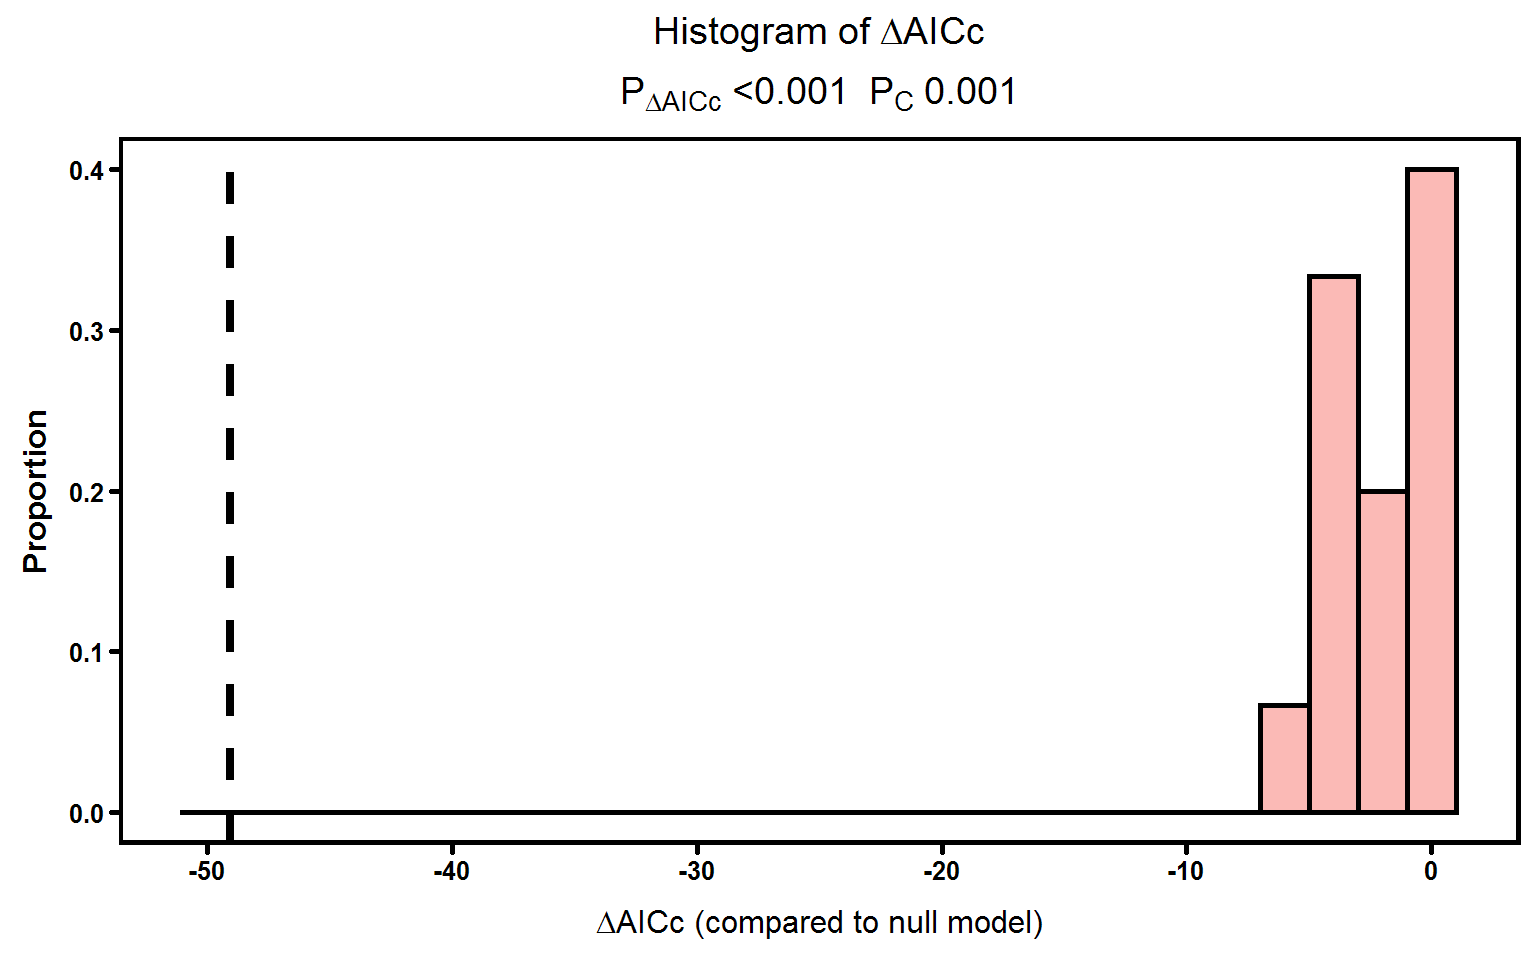 Histogram of ΔAICc
PΔAICc <0.001 PC 0.001
0.4
0.3
0.2
0.1
0.0
Proportion
-50 -40 -30 -20 -10 0
ΔAICc (compared to null model)